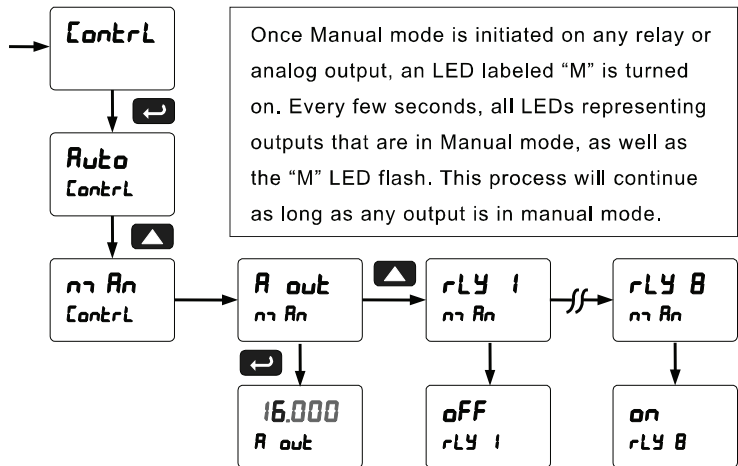 Contrl
Once Manual mode is initiated on any relay or
analog output, an LED labeled “M” is turned
on. Every few seconds, all LEDs representing
outputs that are in Manual mode, as well as
the “M” LED flash. This process will continue
as long as any output is in manual mode.
Auto
Contrl
mAn
Contrl
A out
mAn
rLY 1
mAn
rLY 8
mAn
16.000
A out
oFF
rLY 1
on
rLY 8